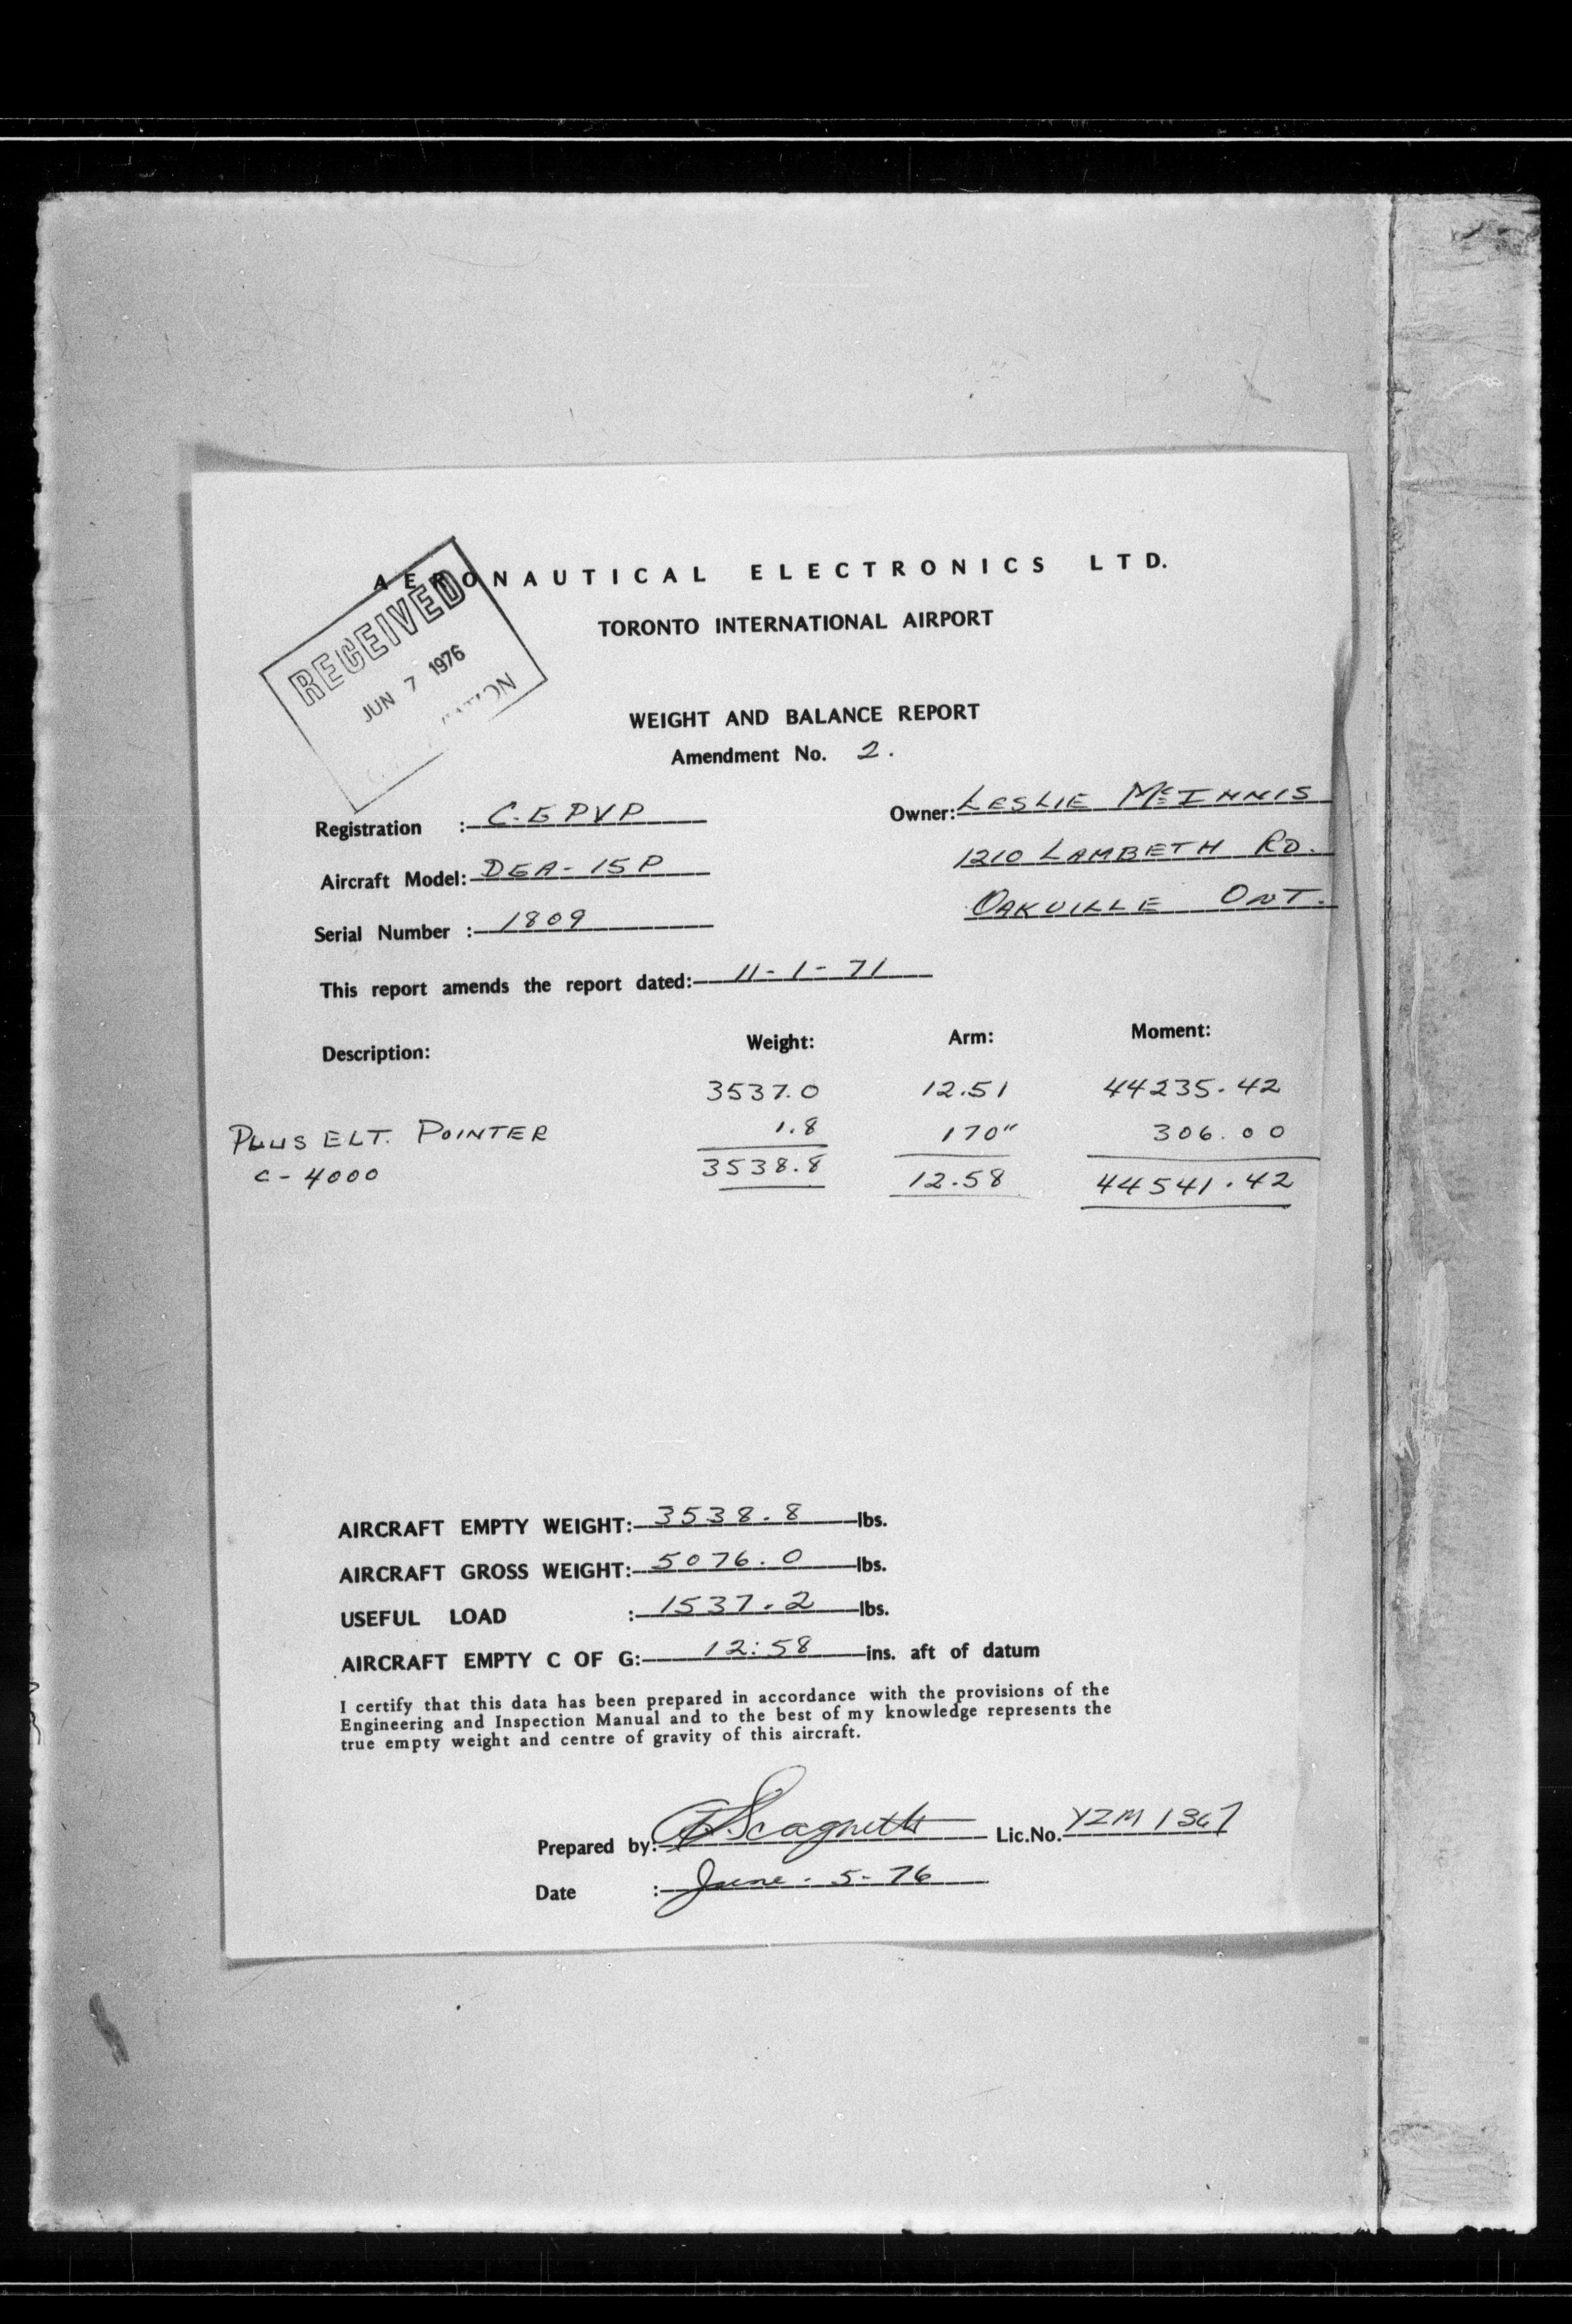 AERONAUTICAL ELECTRONICS LTD.
TORONTO INTERNATIONAL AIRPORT
RECEIVED
JUN 7 1976
WEIGHT AND BALANCE REPORT
Amendment No. 2.
Registration : C-GPVP
Owner: LESLIE McINNIS
Aircraft Model: DGA-15P
1210 LAMBETH RD.
Serial Number : 1809
OAKVILLE ONT.
This report amends the report dated: 11-1-71
Description: Weight: Arm: Moment:
3537.0 12.51 44235.42
PLUS ELT. POINTER 1.8 170" 306.00
C-4000 3538.8 12.58 44541.42
AIRCRAFT EMPTY WEIGHT: 3538.8 lbs.
AIRCRAFT GROSS WEIGHT: 5076.0 lbs.
USEFUL LOAD : 1537.2 lbs.
AIRCRAFT EMPTY C OF G: 12:58 ins. aft of datum
I certify that this data has been prepared in accordance with the provisions of the
Engineering and Inspection Manual and to the best of my knowledge represents the
true empty weight and centre of gravity of this aircraft.
Prepared by: Lic.No. YZM 1367
Date : June - 5-76